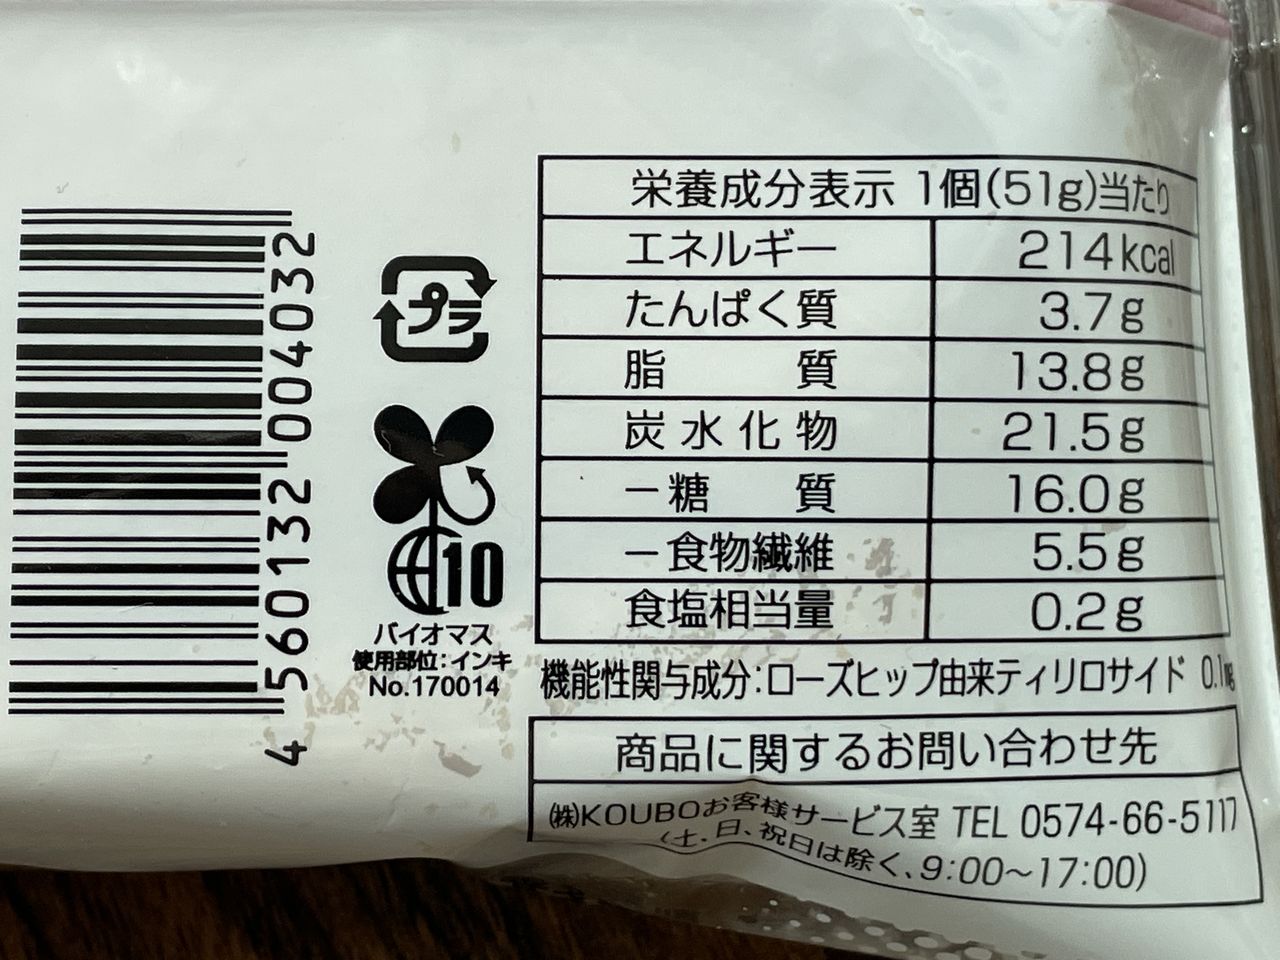 4 560132 004032
プラ
10
バイオマス
使用部位:インキ
No.170014
栄養成分表示 1個(51g)当たり
エネルギー 214kcal
たんぱく質 3.7g
脂質 13.8g
炭水化物 21.5g
－糖質 16.0g
－食物繊維 5.5g
食塩相当量 0.2g
機能性関与成分:ローズヒップ由来ティリロサイド 0.1mg
商品に関するお問い合わせ先
㈱KOUBOお客様サービス室 TEL 0574-66-5117
(土、日、祝日は除く、9:00～17:00)